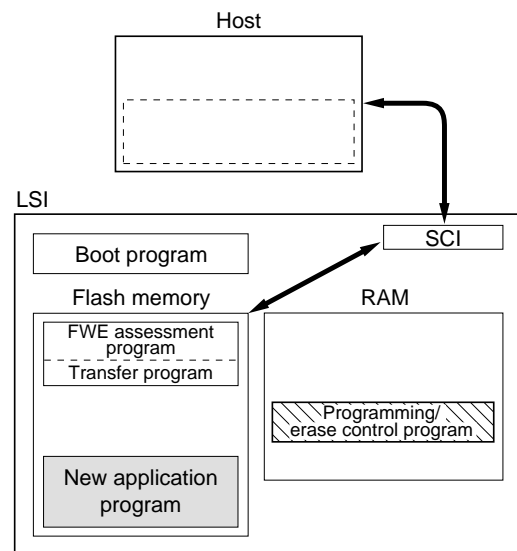 Host
LSI
SCI
Boot program
Flash memory
RAM
FWE assessment
program
Transfer program
Programming/
erase control program
New application
program